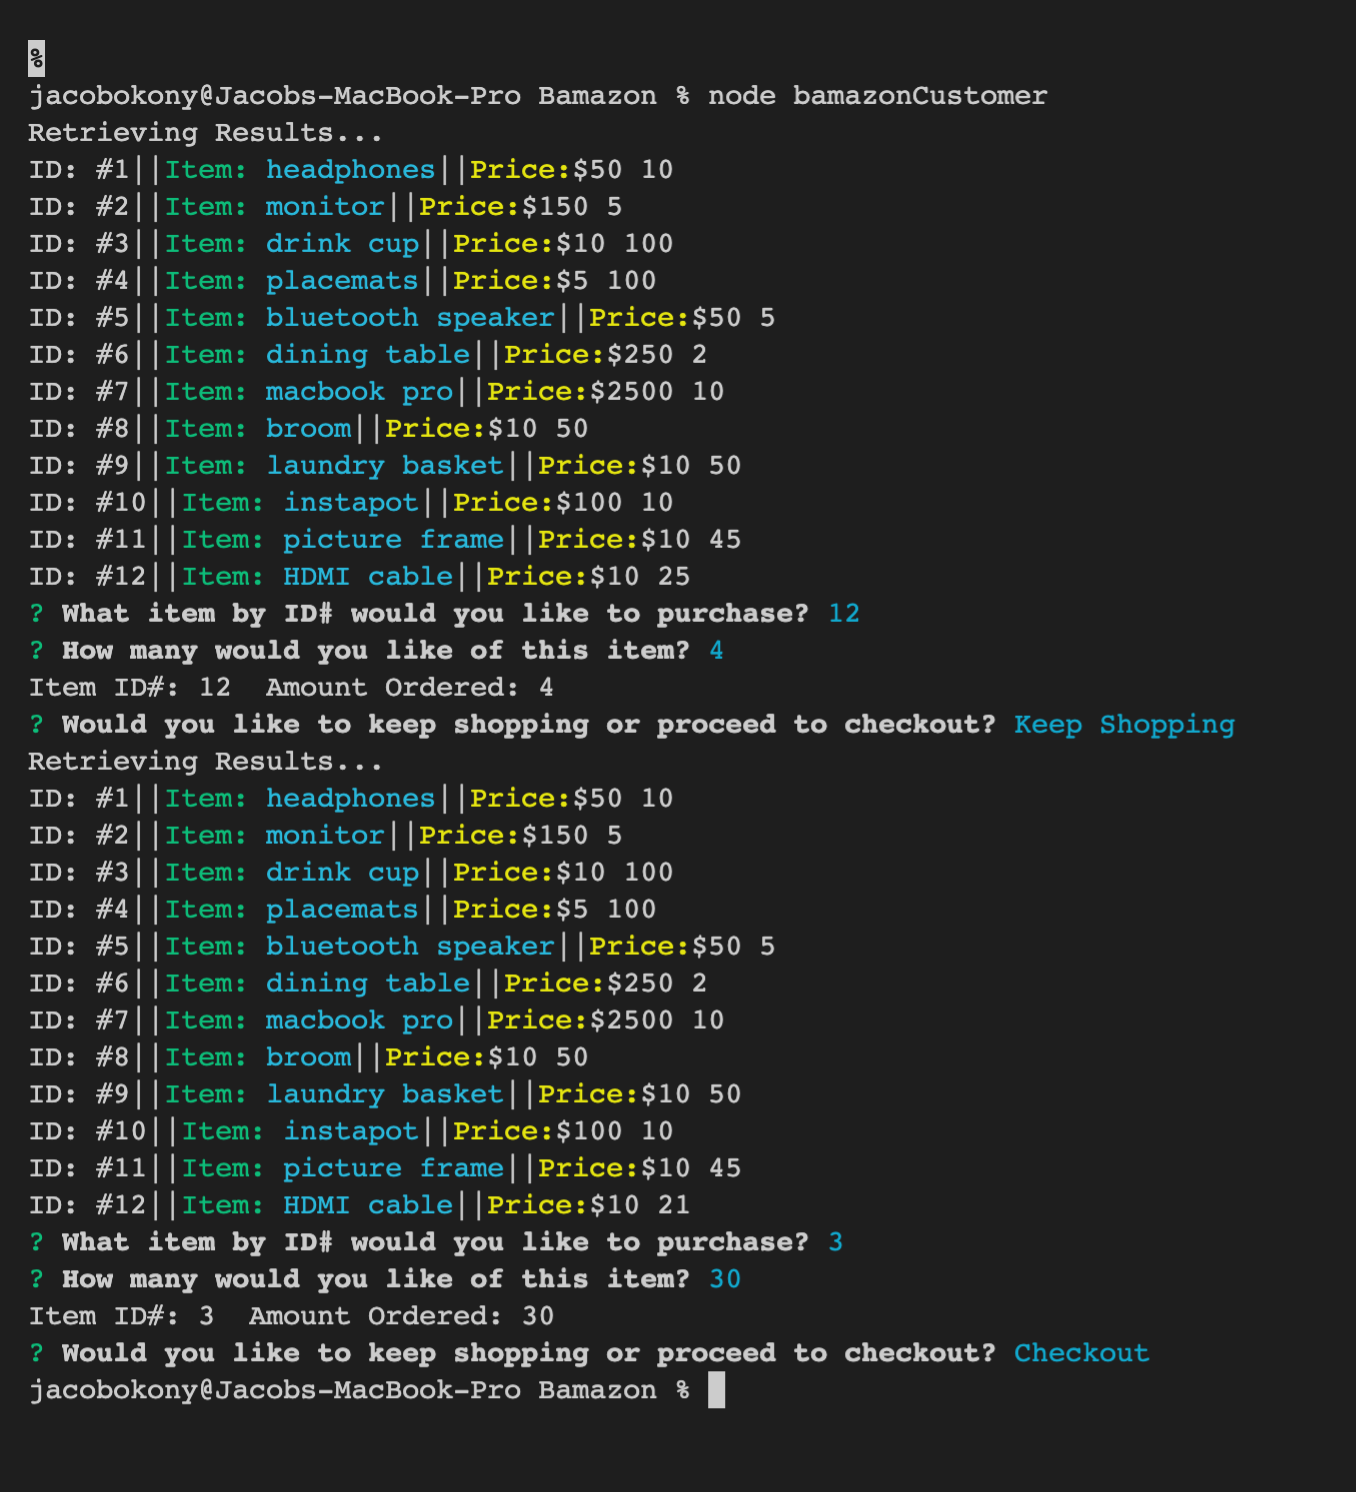 %
jacobokony@Jacobs-MacBook-Pro Bamazon % node bamazonCustomer
Retrieving Results...
ID: #1||Item: headphones||Price:$50 10
ID: #2||Item: monitor||Price:$150 5
ID: #3||Item: drink cup||Price:$10 100
ID: #4||Item: placemats||Price:$5 100
ID: #5||Item: bluetooth speaker||Price:$50 5
ID: #6||Item: dining table||Price:$250 2
ID: #7||Item: macbook pro||Price:$2500 10
ID: #8||Item: broom||Price:$10 50
ID: #9||Item: laundry basket||Price:$10 50
ID: #10||Item: instapot||Price:$100 10
ID: #11||Item: picture frame||Price:$10 45
ID: #12||Item: HDMI cable||Price:$10 25
? What item by ID# would you like to purchase? 12
? How many would you like of this item? 4
Item ID#: 12  Amount Ordered: 4
? Would you like to keep shopping or proceed to checkout? Keep Shopping
Retrieving Results...
ID: #1||Item: headphones||Price:$50 10
ID: #2||Item: monitor||Price:$150 5
ID: #3||Item: drink cup||Price:$10 100
ID: #4||Item: placemats||Price:$5 100
ID: #5||Item: bluetooth speaker||Price:$50 5
ID: #6||Item: dining table||Price:$250 2
ID: #7||Item: macbook pro||Price:$2500 10
ID: #8||Item: broom||Price:$10 50
ID: #9||Item: laundry basket||Price:$10 50
ID: #10||Item: instapot||Price:$100 10
ID: #11||Item: picture frame||Price:$10 45
ID: #12||Item: HDMI cable||Price:$10 21
? What item by ID# would you like to purchase? 3
? How many would you like of this item? 30
Item ID#: 3  Amount Ordered: 30
? Would you like to keep shopping or proceed to checkout? Checkout
jacobokony@Jacobs-MacBook-Pro Bamazon %